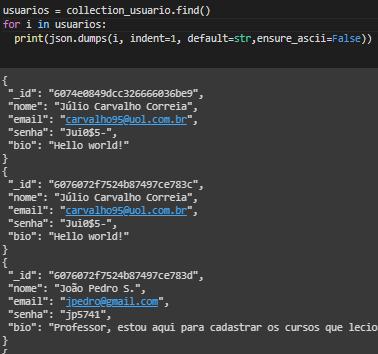 usuarios = collection_usuario.find()
for i in usuarios:
  print(json.dumps(i, indent=1, default=str,ensure_ascii=False))
{
 "_id": "6074e0849dcc326666036be9",
 "nome": "Júlio Carvalho Correia",
 "email": "carvalho95@uol.com.br",
 "senha": "Jui0$5-",
 "bio": "Hello world!"
}
{
 "_id": "6076072f7524b87497ce783c",
 "nome": "Júlio Carvalho Correia",
 "email": "carvalho95@uol.com.br",
 "senha": "Jui0$5-",
 "bio": "Hello world!"
}
{
 "_id": "6076072f7524b87497ce783d",
 "nome": "João Pedro S.",
 "email": "jpedro@gmail.com",
 "senha": "jp5741",
 "bio": "Professor, estou aqui para cadastrar os cursos que lecio
}
{